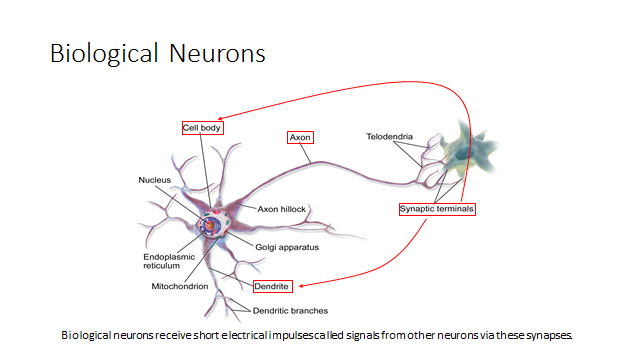 Biological Neurons
Cell body
Axon
Telodendria
Nucleus
Axon hillock
Synaptic terminals
Golgi apparatus
Endoplasmic
reticulum
Mitochondrion
Dendrite
Dendritic branches
Biological neurons receive short electrical impulses called signals from other neurons via these synapses.